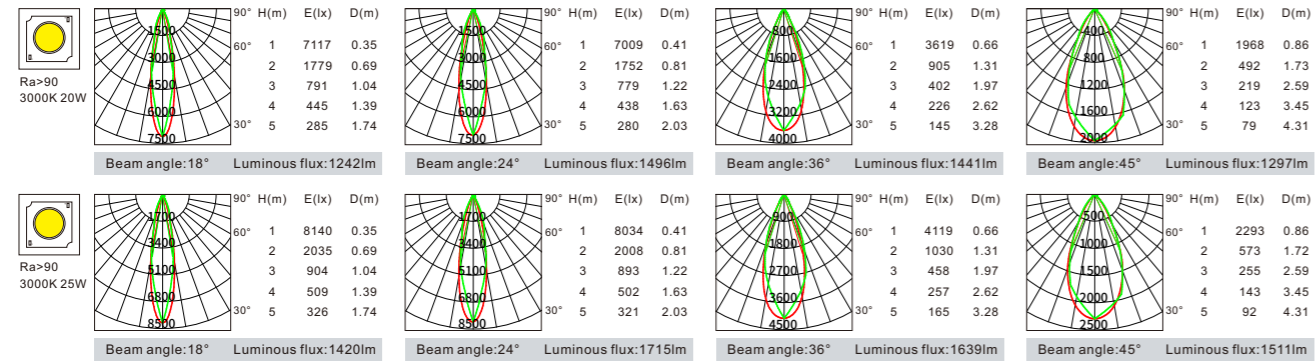 90° H(m) E(lx) D(m)
1500
60° 1 7117 0.35
3000
2 1779 0.69
4500
3 791 1.04
6000
4 445 1.39
30° 5 285 1.74
7500
Ra>90
3000K 20W
Beam angle:18° Luminous flux:1242lm
90° H(m) E(lx) D(m)
1500
60° 1 7009 0.41
3000
2 1752 0.81
4500
3 779 1.22
6000
4 438 1.63
30° 5 280 2.03
7500
Beam angle:24° Luminous flux:1496lm
90° H(m) E(lx) D(m)
800
60° 1 3619 0.66
1600
2 905 1.31
2400
3 402 1.97
3200
4 226 2.62
30° 5 145 3.28
4000
Beam angle:36° Luminous flux:1441lm
90° H(m) E(lx) D(m)
400
60° 1 1968 0.86
800
2 492 1.73
1200
3 219 2.59
1600
4 123 3.45
30° 5 79 4.31
2000
Beam angle:45° Luminous flux:1297lm
90° H(m) E(lx) D(m)
1700
60° 1 8140 0.35
3400
2 2035 0.69
5100
3 904 1.04
6800
4 509 1.39
30° 5 326 1.74
8500
Ra>90
3000K 25W
Beam angle:18° Luminous flux:1420lm
90° H(m) E(lx) D(m)
1700
60° 1 8034 0.41
3400
2 2008 0.81
5100
3 893 1.22
6800
4 502 1.63
30° 5 321 2.03
8500
Beam angle:24° Luminous flux:1715lm
90° H(m) E(lx) D(m)
900
60° 1 4119 0.66
1800
2 1030 1.31
2700
3 458 1.97
3600
4 257 2.62
30° 5 165 3.28
4500
Beam angle:36° Luminous flux:1639lm
90° H(m) E(lx) D(m)
500
60° 1 2293 0.86
1000
2 573 1.72
1500
3 255 2.59
2000
4 143 3.45
30° 5 92 4.31
2500
Beam angle:45° Luminous flux:1511lm